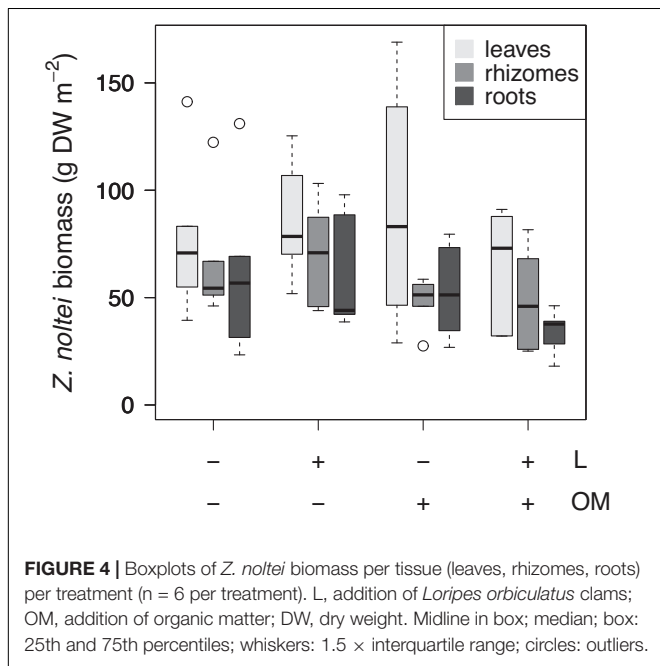 leaves
rhizomes
roots
Z. noltei biomass (g DW m⁻²)
150
100
50
0
− + − + L
− − + + OM
FIGURE 4 | Boxplots of Z. noltei biomass per tissue (leaves, rhizomes, roots)
per treatment (n = 6 per treatment). L, addition of Loripes orbiculatus clams;
OM, addition of organic matter; DW, dry weight. Midline in box; median; box:
25th and 75th percentiles; whiskers: 1.5 × interquartile range; circles: outliers.